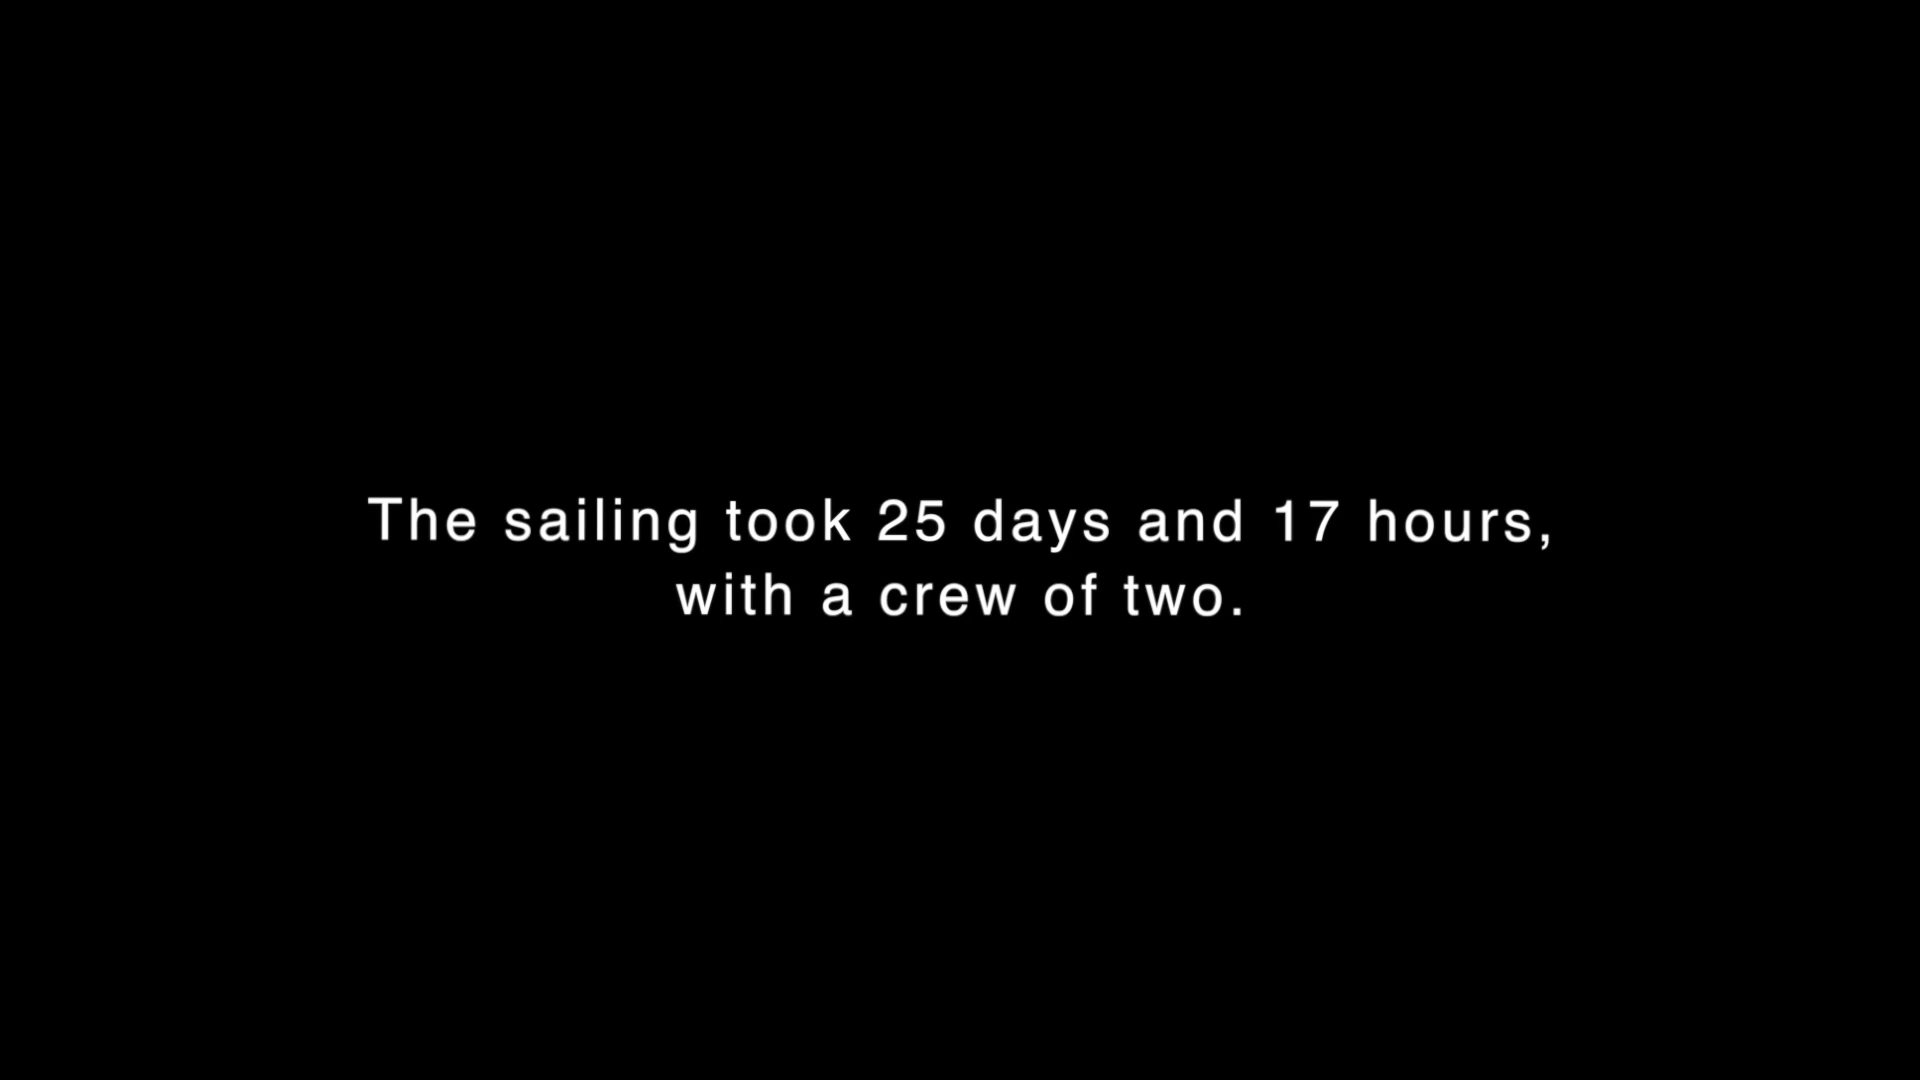 The sailing took 25 days and 17 hours,
with a crew of two.